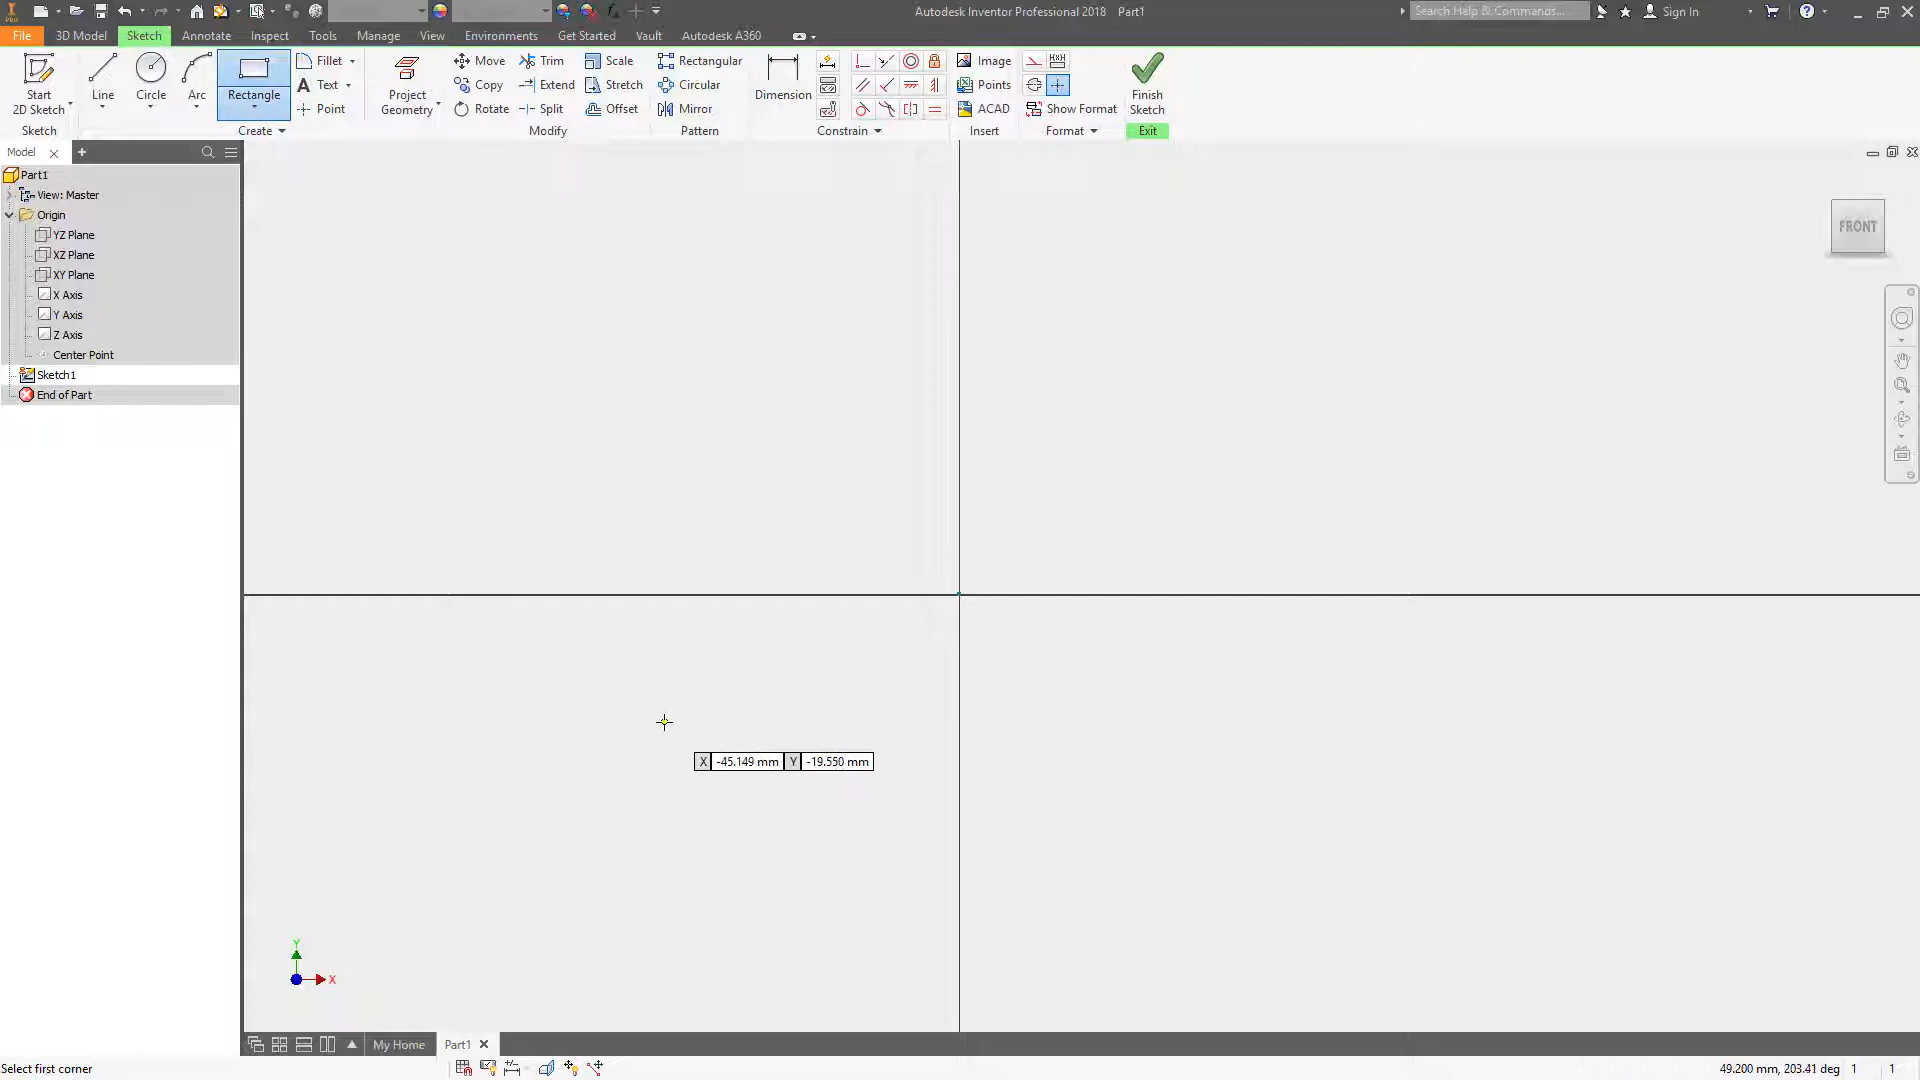 Autodesk Inventor Professional 2018 Part1
Search Help & Commands...
Sign In
File 3D Model Sketch Annotate Inspect Tools Manage View Environments Get Started Vault Autodesk A360
Start
2D Sketch
Sketch
Line
Circle
Arc
Rectangle
Fillet
Text
Point
Create
Project
Geometry
Move Trim Scale
Copy Extend Stretch
Rotate Split Offset
Modify
Rectangular
Circular
Mirror
Pattern
Dimension
Constrain
Image
Points
ACAD
Insert
Show Format
Format
Finish
Sketch
Exit
Model
Part1
View: Master
Origin
YZ Plane
XZ Plane
XY Plane
X Axis
Y Axis
Z Axis
Center Point
Sketch1
End of Part
FRONT
X -45.149 mm Y -19.550 mm
Y
X
My Home Part1
Select first corner
49.200 mm, 203.41 deg 1 1